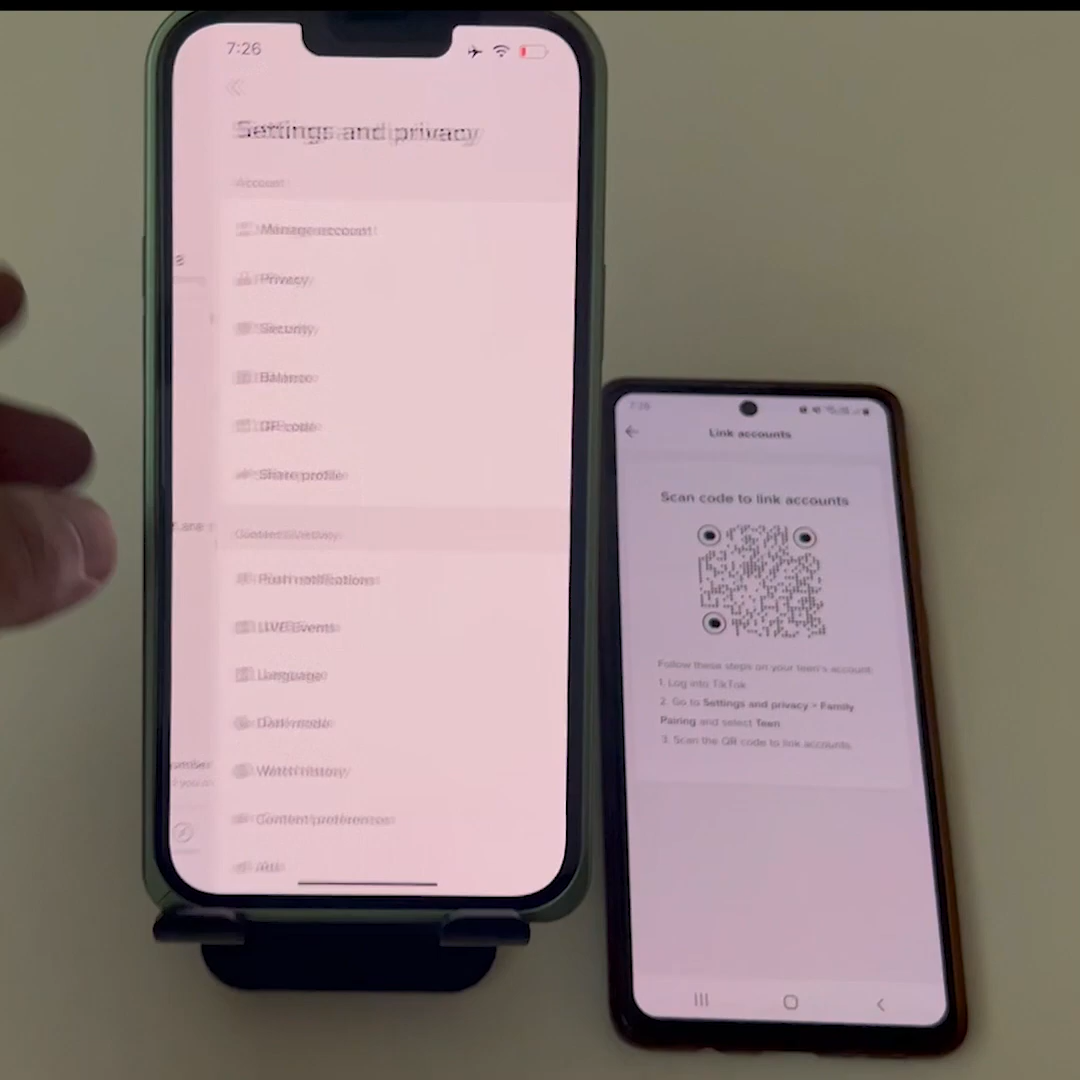 7:26
Settings and privacy
Account
Manage account
Privacy
Security
Balance
QR code
Share profile
Push notifications
LIVE Events
Language
Dark mode
Watch history
Content preferences
7:26
Link accounts
Scan code to link accounts
Follow these steps on your teen's account:
1. Log into TikTok
2. Go to Settings and privacy > Family
Pairing and select Teen
3. Scan the QR code to link accounts